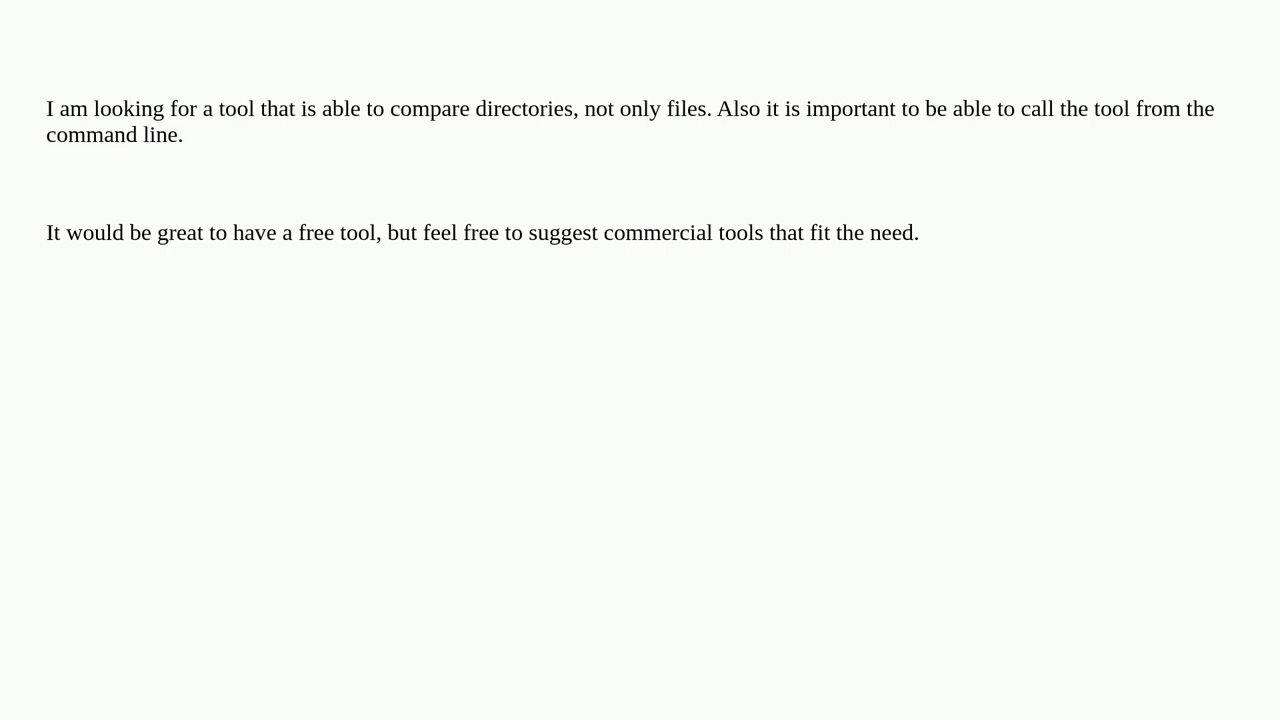 I am looking for a tool that is able to compare directories, not only files. Also it is important to be able to call the tool from the
command line.
It would be great to have a free tool, but feel free to suggest commercial tools that fit the need.